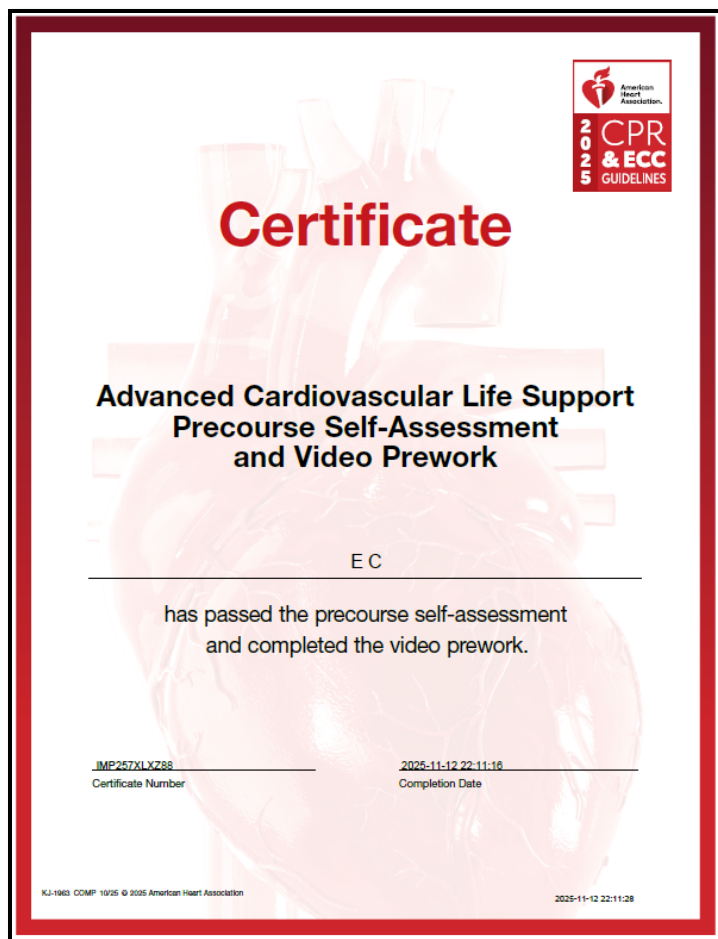 American
Heart
Association.
2025
CPR
& ECC
GUIDELINES
Certificate
Advanced Cardiovascular Life Support
Precourse Self-Assessment
and Video Prework
E C
has passed the precourse self-assessment
and completed the video prework.
IMP257XLXZ88
2025-11-12 22:11:16
Certificate Number
Completion Date
KJ-1963 COMP 10/25 © 2025 American Heart Association
2025-11-12 22:11:28